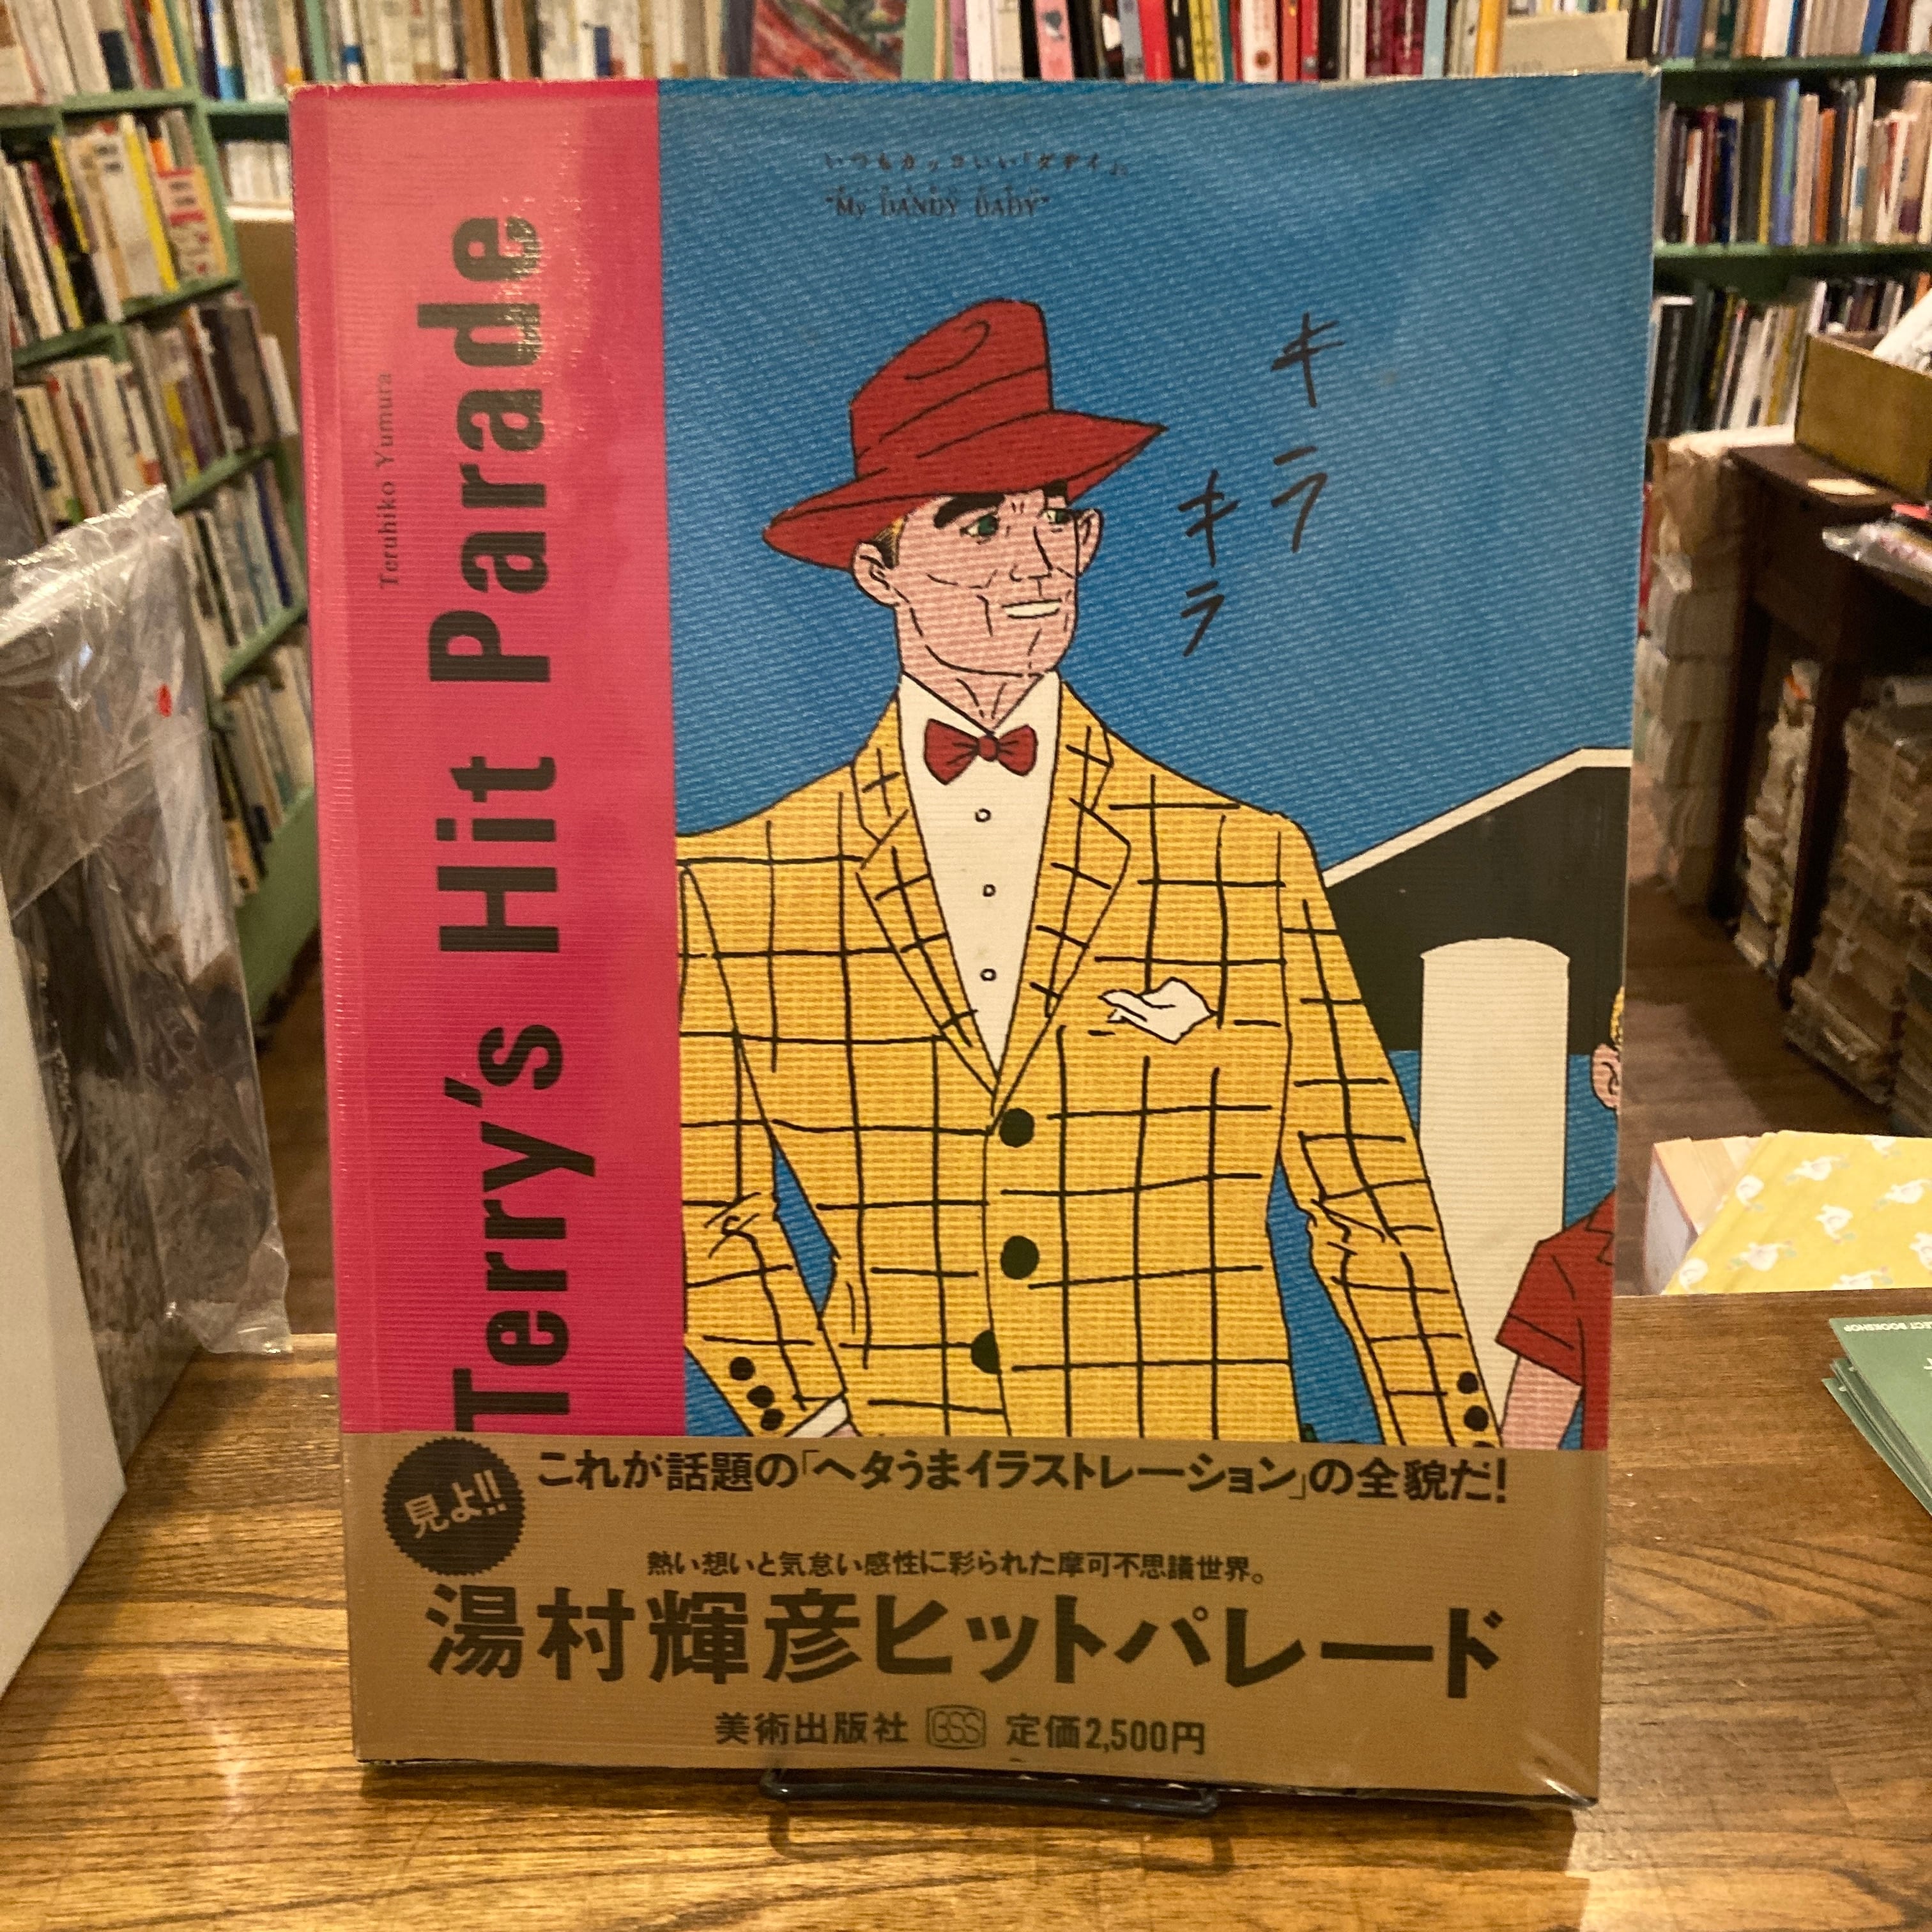 いつもカッコいい「ダディ」。
"My DANDY DADY"
Teruhiko Yumura
Terry's Hit Parade
キラ
キラ
見よ!!
これが話題の「ヘタうまイラストレーション」の全貌だ!
熱い想いと気怠い感性に彩られた摩可不思議世界。
湯村輝彦ヒットパレード
美術出版社 BSS 定価2,500円